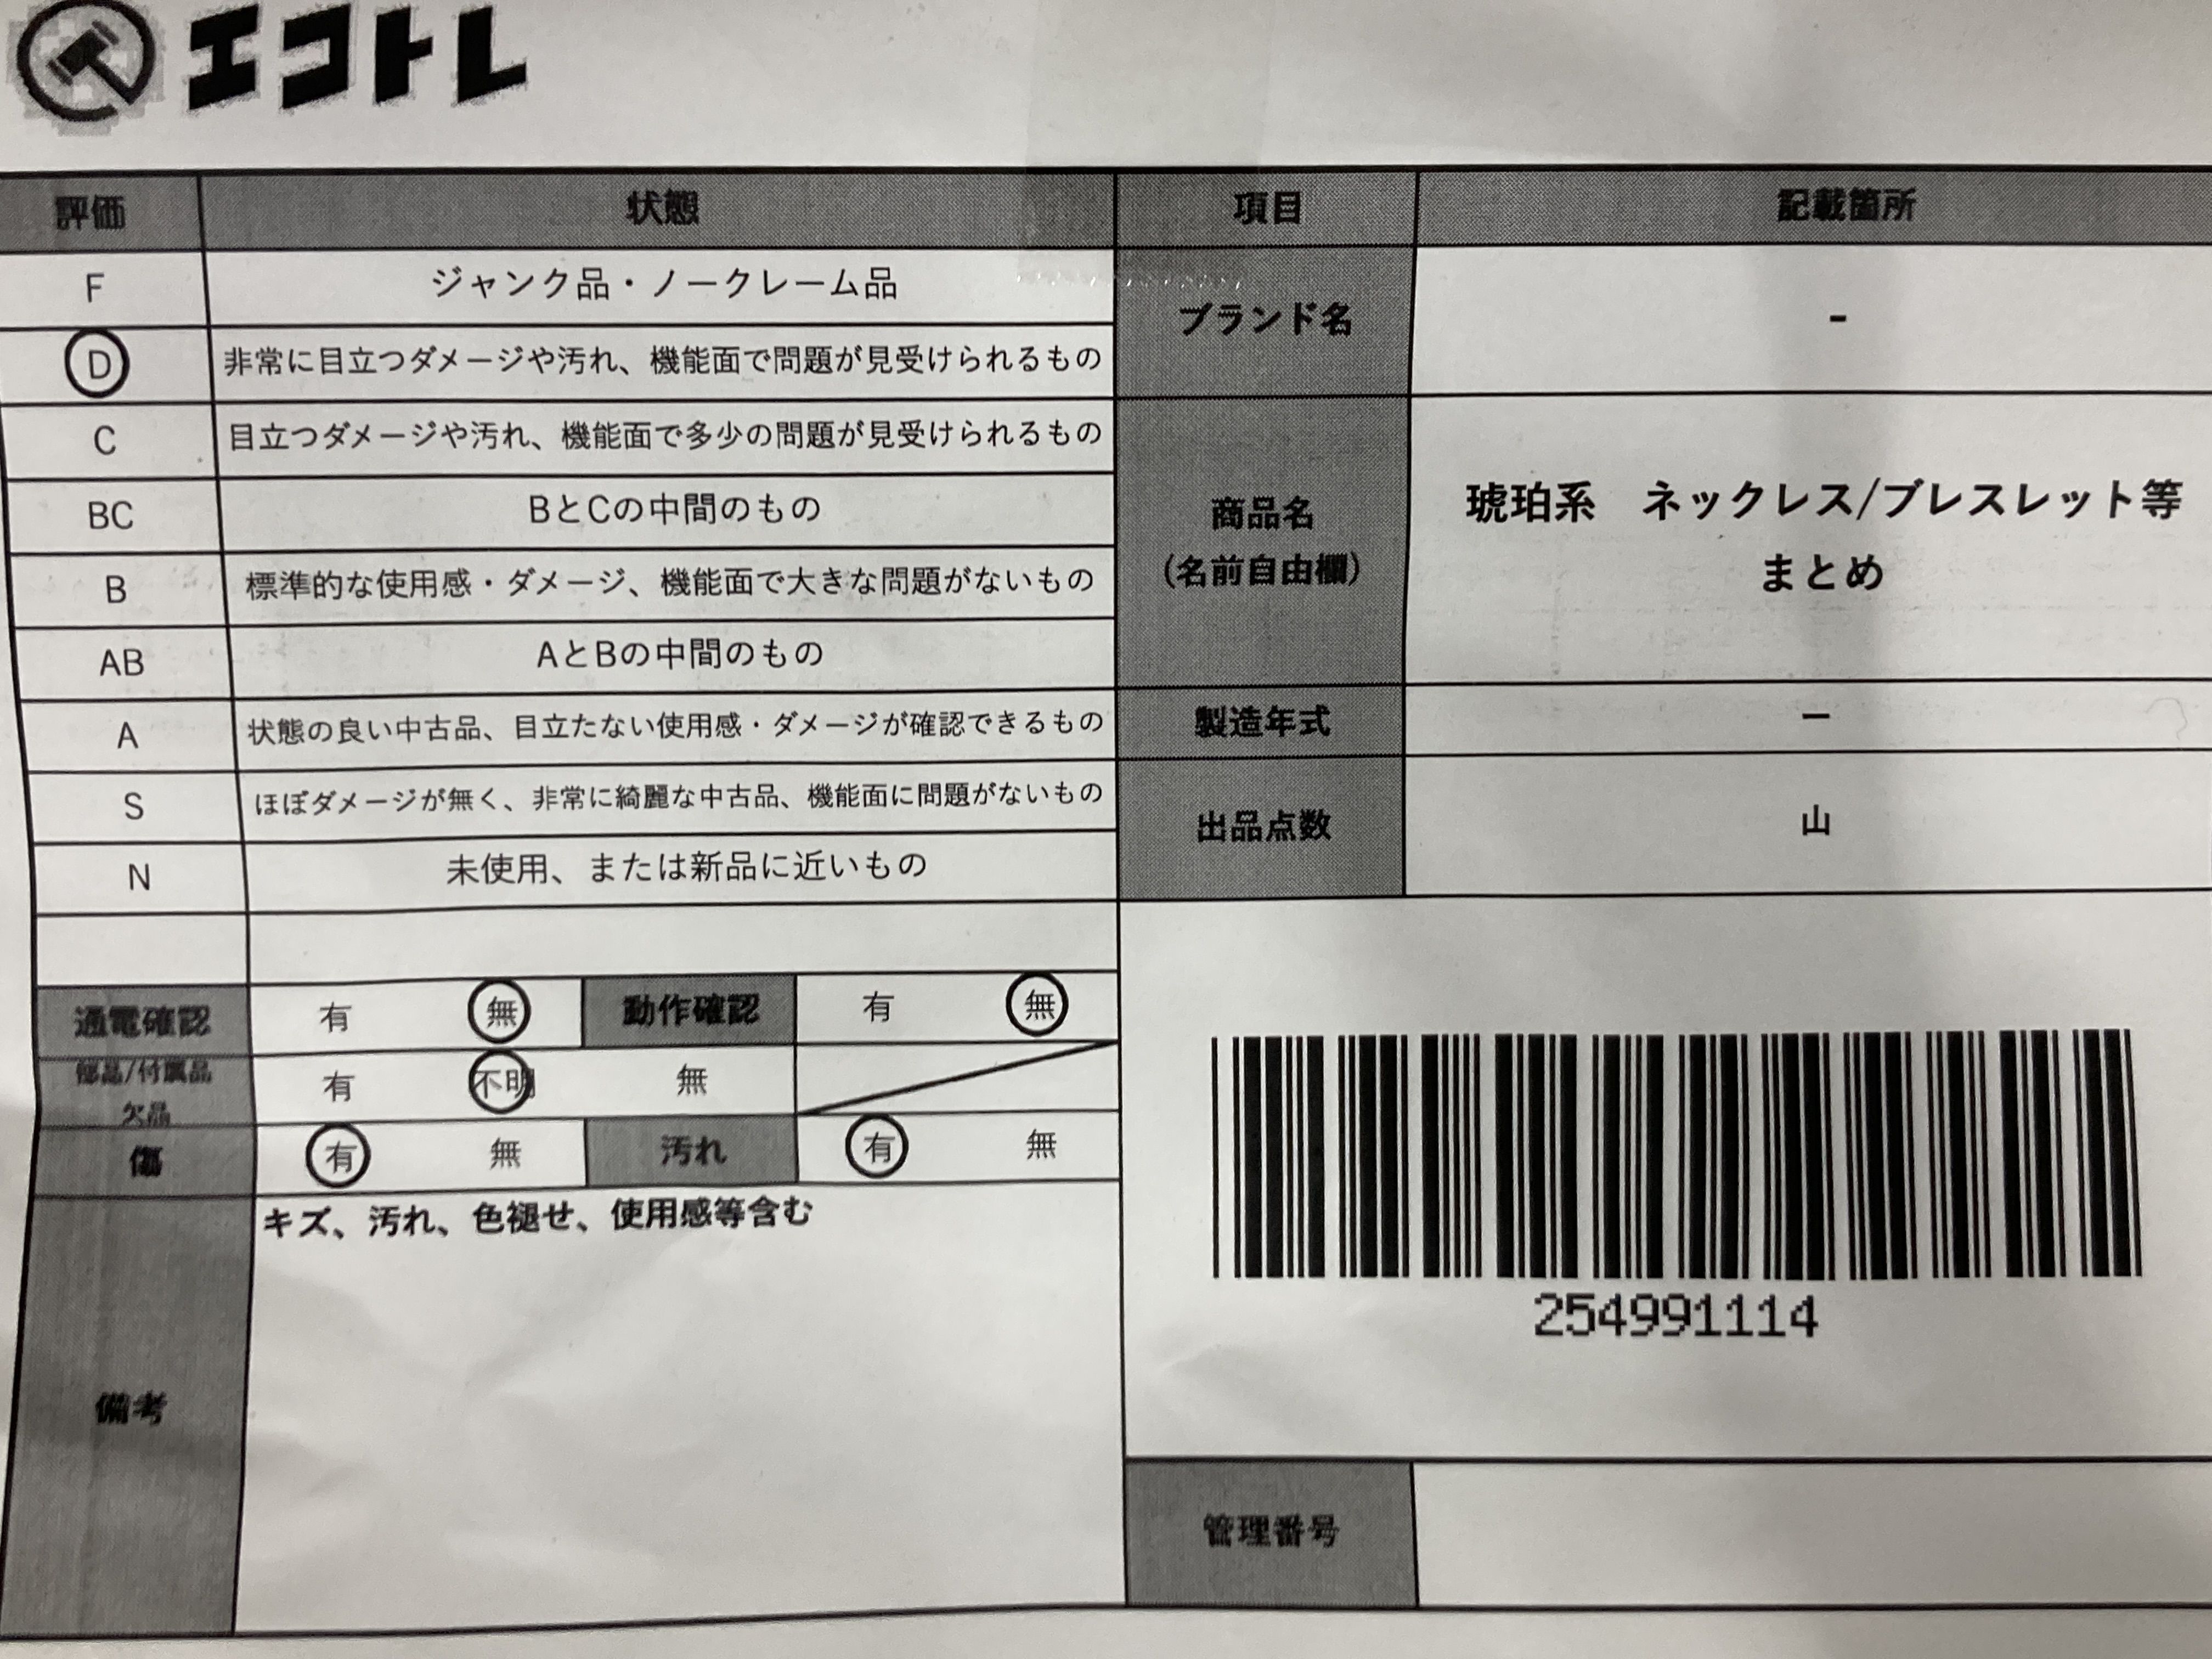 エコトレ
評価 状態 項目 記載箇所
F ジャンク品・ノークレーム品
ブランド名 -
D 非常に目立つダメージや汚れ、機能面で問題が見受けられるもの
C 目立つダメージや汚れ、機能面で多少の問題が見受けられるもの
BC BとCの中間のもの
商品名
(名前自由欄)
琥珀系 ネックレス/ブレスレット等
まとめ
B 標準的な使用感・ダメージ、機能面で大きな問題がないもの
AB AとBの中間のもの
A 状態の良い中古品、目立たない使用感・ダメージが確認できるもの
製造年式 ー
S ほぼダメージが無く、非常に綺麗な中古品、機能面に問題がないもの
出品点数 山
N 未使用、または新品に近いもの
通電確認 有 無 動作確認 有 無
部品/付属品
欠品
有 不明 無
傷 有 無 汚れ 有 無
備考
キズ、汚れ、色褪せ、使用感等含む
254991114
管理番号